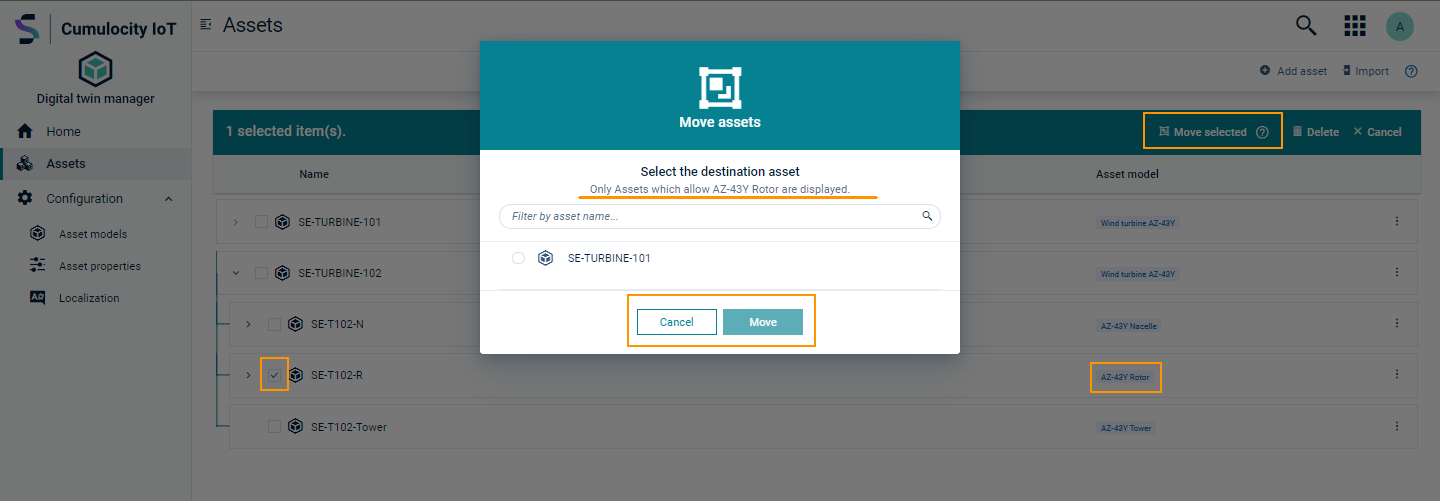 Cumulocity IoT
Digital twin manager
Home
Assets
Configuration
Asset models
Asset properties
Localization
Assets
A
Add asset
Import
?
1 selected item(s).
Move selected ?
Delete
Cancel
Name
Asset model
SE-TURBINE-101
Wind turbine AZ-43Y
SE-TURBINE-102
Wind turbine AZ-43Y
SE-T102-N
AZ-43Y Nacelle
SE-T102-R
AZ-43Y Rotor
SE-T102-Tower
AZ-43Y Tower
Move assets
Select the destination asset
Only Assets which allow AZ-43Y Rotor are displayed.
Filter by asset name...
SE-TURBINE-101
Cancel
Move